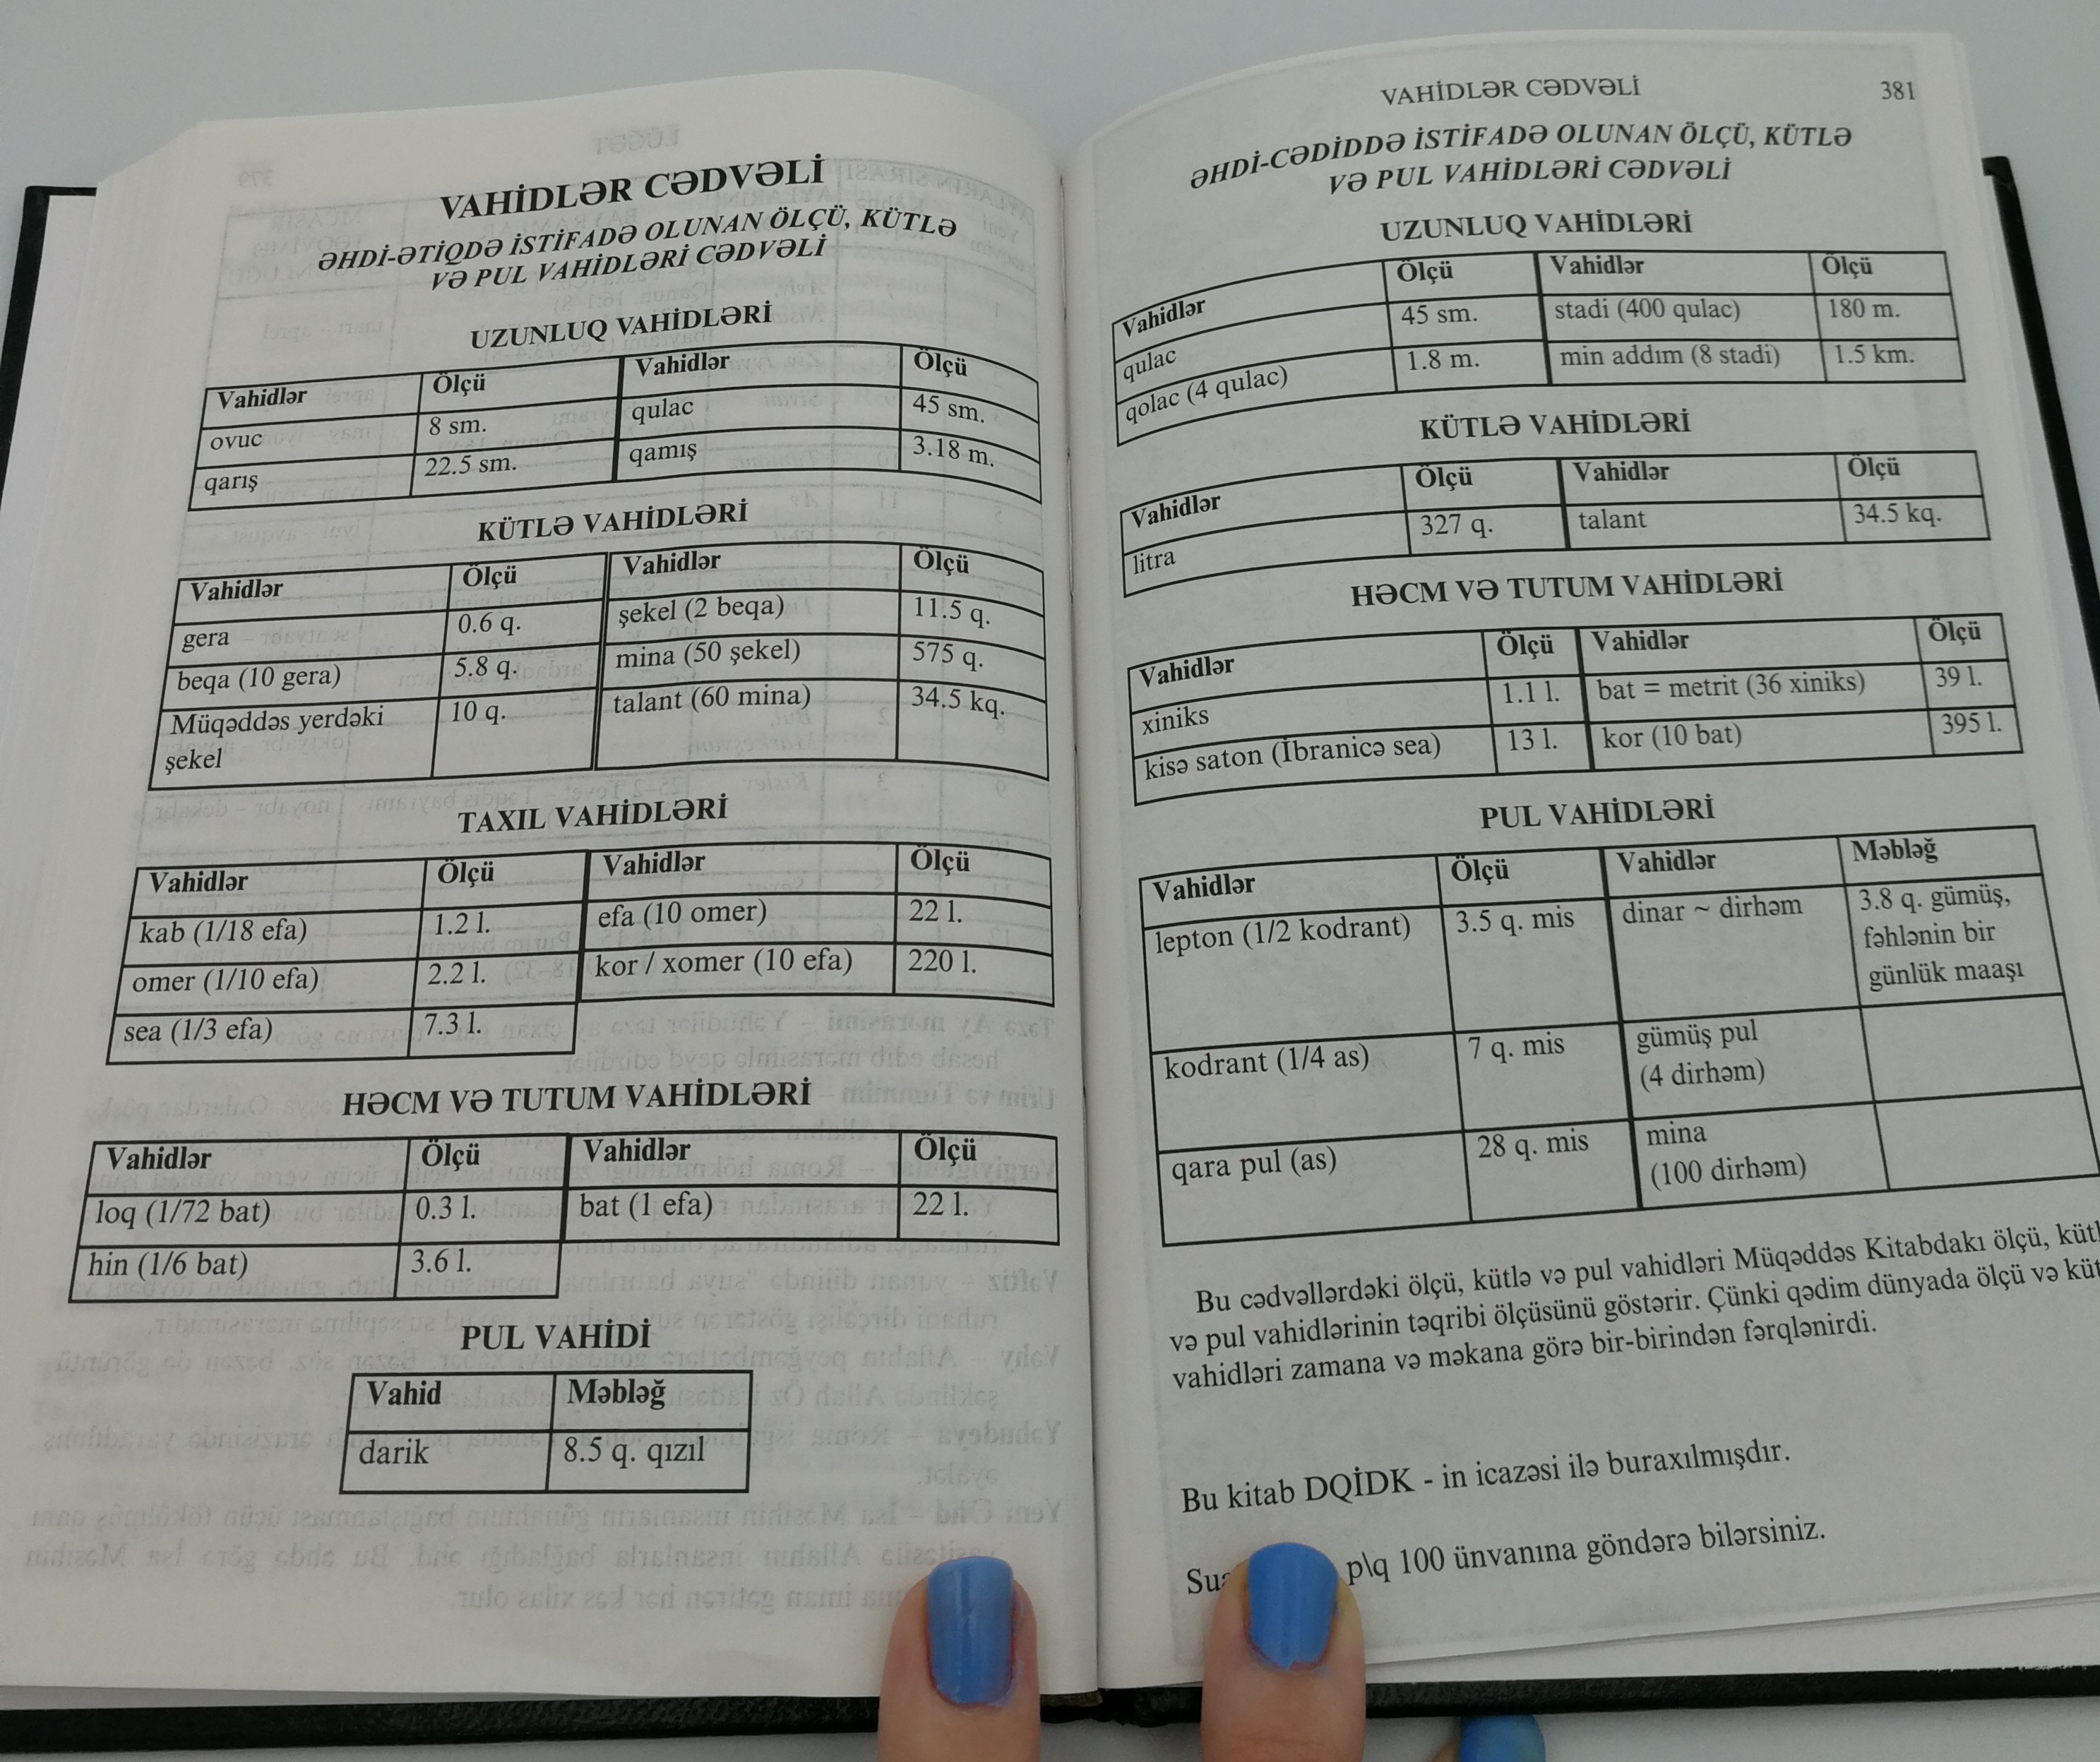 VAHİDLƏR CƏDVƏLİ
ƏHDİ-ƏTİQDƏ İSTİFADƏ OLUNAN ÖLÇÜ, KÜTLƏ
VƏ PUL VAHİDLƏRİ CƏDVƏLİ
UZUNLUQ VAHİDLƏRİ
Vahidlər Ölçü Vahidlər Ölçü
ovuc 8 sm. qulac 45 sm.
qarış 22.5 sm. qamış 3.18 m.
KÜTLƏ VAHİDLƏRİ
Vahidlər Ölçü Vahidlər Ölçü
gera 0.6 q. şekel (2 beqa) 11.5 q.
beqa (10 gera) 5.8 q. mina (50 şekel) 575 q.
Müqəddəs yerdəki 10 q. talant (60 mina) 34.5 kq.
şekel
TAXIL VAHİDLƏRİ
Vahidlər Ölçü Vahidlər Ölçü
kab (1/18 efa) 1.2 l. efa (10 omer) 22 l.
omer (1/10 efa) 2.2 l. kor / xomer (10 efa) 220 l.
sea (1/3 efa) 7.3 l.
HƏCM VƏ TUTUM VAHİDLƏRİ
Vahidlər Ölçü Vahidlər Ölçü
loq (1/72 bat) 0.3 l. bat (1 efa) 22 l.
hin (1/6 bat) 3.6 l.
PUL VAHİDİ
Vahid Məbləğ
darik 8.5 q. qızıl
VAHİDLƏR CƏDVƏLİ 381
ƏHDİ-CƏDİDDƏ İSTİFADƏ OLUNAN ÖLÇÜ, KÜTLƏ
VƏ PUL VAHİDLƏRİ CƏDVƏLİ
UZUNLUQ VAHİDLƏRİ
Vahidlər Ölçü Vahidlər Ölçü
qulac 45 sm. stadi (400 qulac) 180 m.
qolac (4 qulac) 1.8 m. min addım (8 stadi) 1.5 km.
KÜTLƏ VAHİDLƏRİ
Vahidlər Ölçü Vahidlər Ölçü
litra 327 q. talant 34.5 kq.
HƏCM VƏ TUTUM VAHİDLƏRİ
Vahidlər Ölçü Vahidlər Ölçü
xiniks 1.1 l. bat = metrit (36 xiniks) 39 l.
kisə saton (İbranicə sea) 13 l. kor (10 bat) 395 l.
PUL VAHİDLƏRİ
Vahidlər Ölçü Vahidlər Məbləğ
lepton (1/2 kodrant) 3.5 q. mis dinar ~ dirhəm 3.8 q. gümüş,
fəhlənin bir
günlük maaşı
kodrant (1/4 as) 7 q. mis gümüş pul
(4 dirhəm)
qara pul (as) 28 q. mis mina
(100 dirhəm)
Bu cədvəllərdəki ölçü, kütlə və pul vahidləri Müqəddəs Kitabdakı ölçü,
və pul vahidlərinin təqribi ölçüsünü göstərir. Çünki qədim dünyada ölçü və
vahidləri zamana və məkana görə bir-birindən fərqlənirdi.
Bu kitab DQİDK - in icazəsi ilə buraxılmışdır.
p\q 100 ünvanına göndərə bilərsiniz.